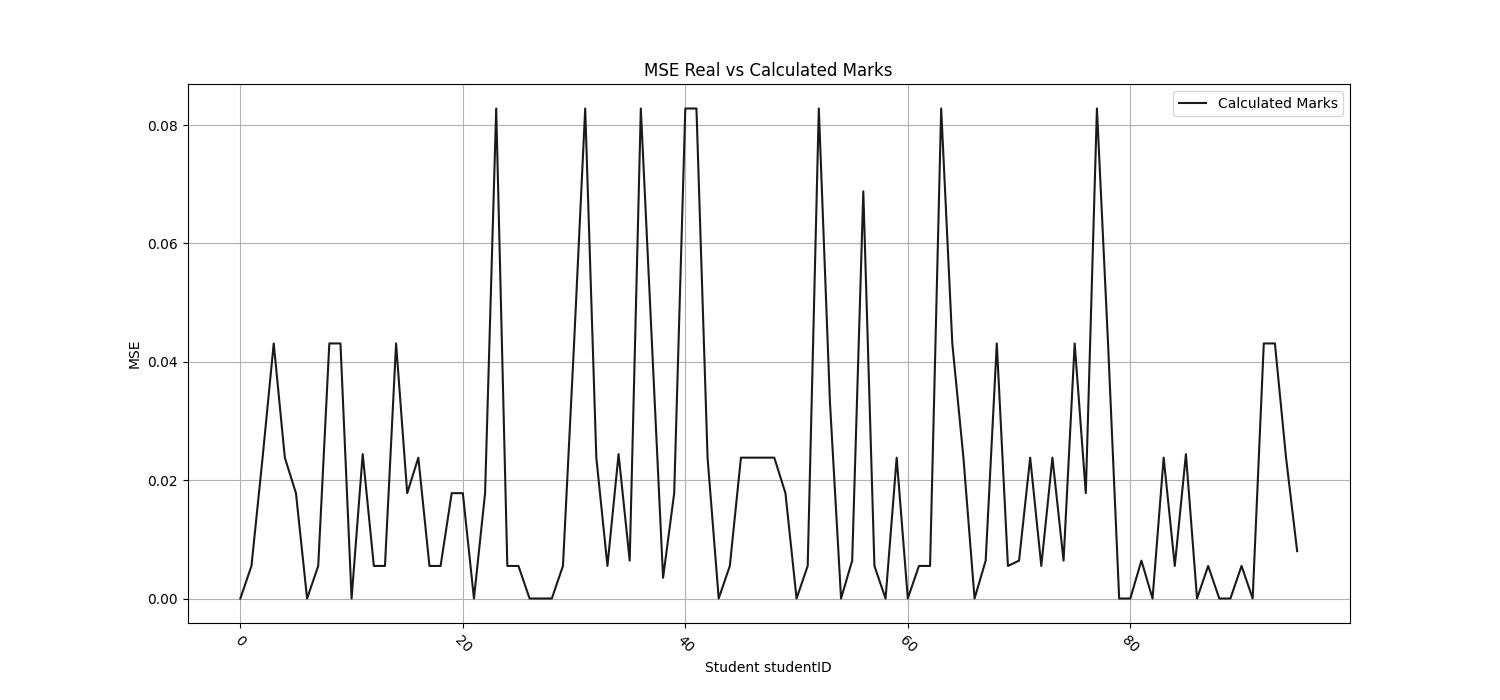 MSE Real vs Calculated Marks
Calculated Marks
0.08
0.06
0.04
0.02
0.00
MSE
0
20
40
60
80
Student studentID